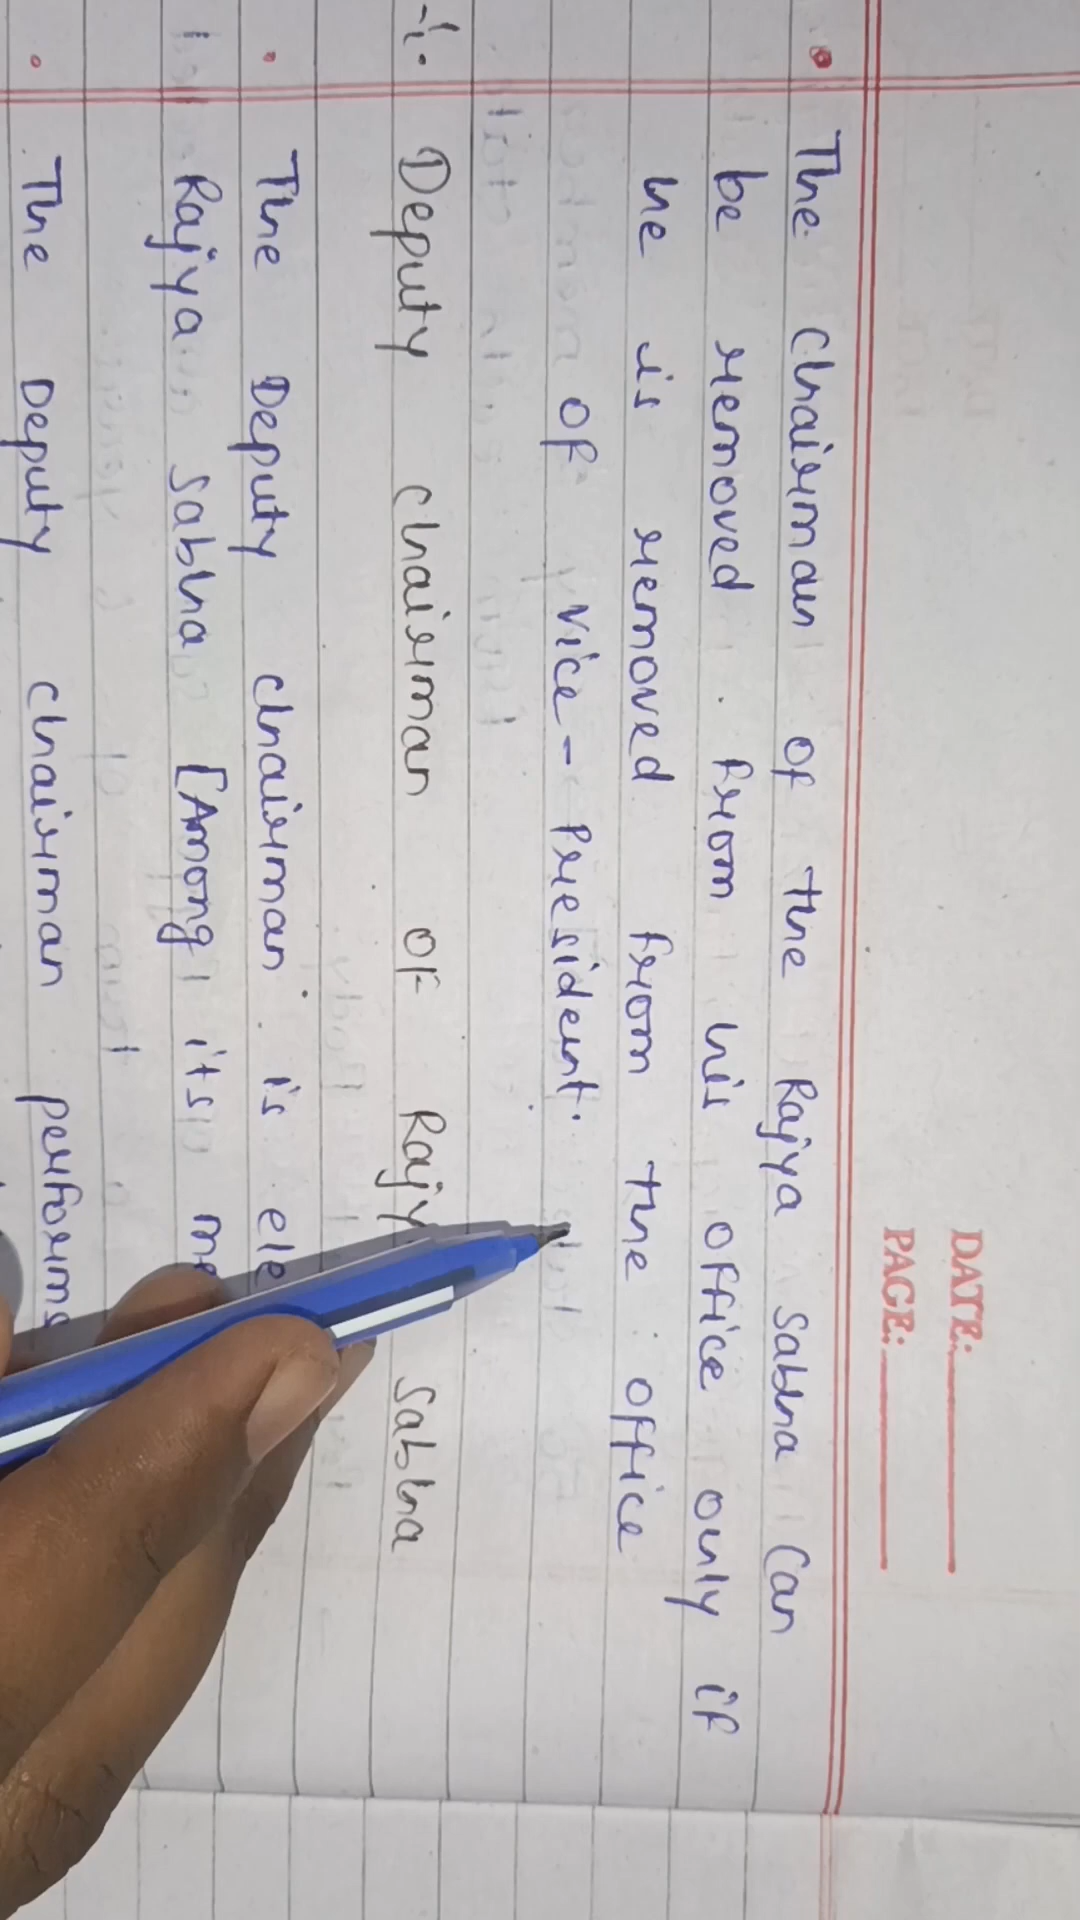 DATE:
PAGE:
The Chairman of the Rajya Sabha Can
be removed from his office only if
he is removed from the office
of vice-President.
Deputy Chairman of Rajy Sabha
The Deputy Chairman is ele
Rajya Sabha [Among its me
The Deputy Chairman performs